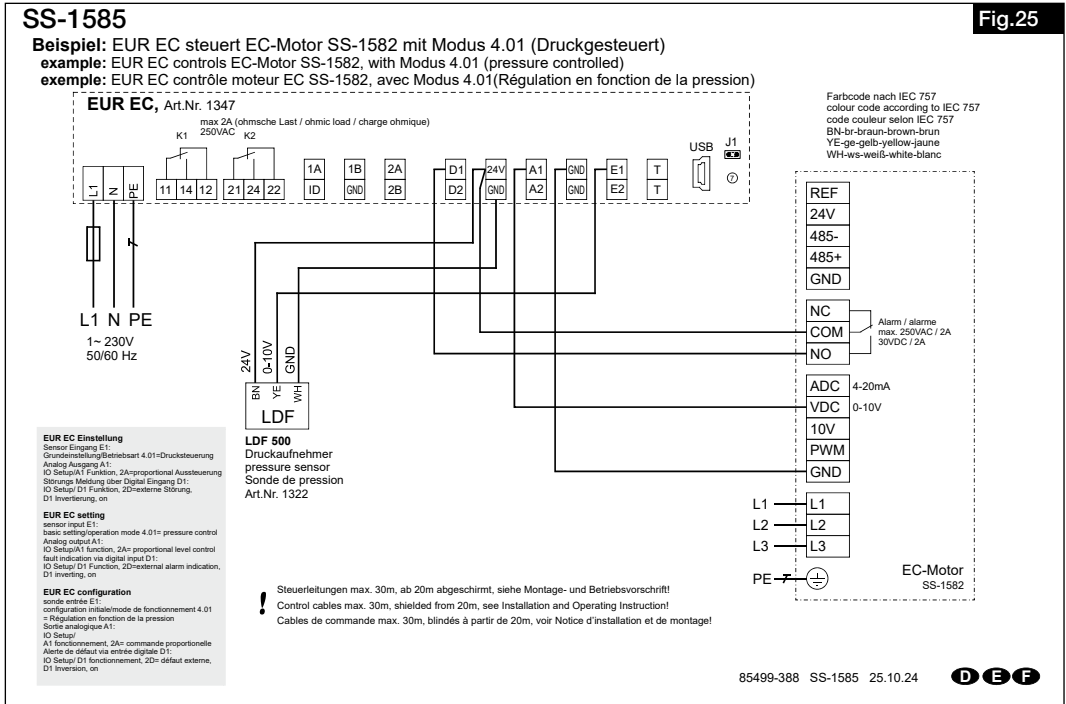 SS-1585
Fig.25
Beispiel: EUR EC steuert EC-Motor SS-1582 mit Modus 4.01 (Druckgesteuert)
example: EUR EC controls EC-Motor SS-1582, with Modus 4.01 (pressure controlled)
exemple: EUR EC contrôle moteur EC SS-1582, avec Modus 4.01(Régulation en fonction de la pression)
EUR EC, Art.Nr. 1347
max 2A (ohmsche Last / ohmic load / charge ohmique)
250VAC
K1
K2
L1
N
PE
11 14 12
21 24 22
1A
ID
1B
GND
2A
2B
D1
D2
24V
GND
A1
A2
GND
GND
E1
E2
T
T
USB
J1
7
Farbcode nach IEC 757
colour code according to IEC 757
code couleur selon IEC 757
BN-br-braun-brown-brun
YE-ge-gelb-yellow-jaune
WH-ws-weiß-white-blanc
L1 N PE
1~ 230V
50/60 Hz
24V
0-10V
GND
BN
YE
WH
LDF
LDF 500
Druckaufnehmer
pressure sensor
Sonde de pression
Art.Nr. 1322
REF
24V
485-
485+
GND
NC
COM
NO
Alarm / alarme
max. 250VAC / 2A
30VDC / 2A
ADC 4-20mA
VDC 0-10V
10V
PWM
GND
L1 L1
L2 L2
L3 L3
PE
EC-Motor
SS-1582
EUR EC Einstellung
Sensor Eingang E1:
Grundeinstellung/Betriebsart 4.01=Drucksteuerung
Analog Ausgang A1:
IO Setup/A1 Funktion, 2A=proportional Aussteuerung
Störungs Meldung über Digital Eingang D1:
IO Setup/ D1 Funktion, 2D=externe Störung,
D1 Invertierung, on
EUR EC setting
sensor input E1:
basic setting/operation mode 4.01= pressure control
Analog output A1:
IO Setup/A1 function, 2A= proportional level control
fault indication via digital input D1:
IO Setup/ D1 Function, 2D=external alarm indication,
D1 inverting, on
EUR EC configuration
sonde entrée E1:
configuration initiale/mode de fonctionnement 4.01
= Régulation en fonction de la pression
Sortie analogique A1:
IO Setup/
A1 fonctionnement, 2A= commande proportionelle
Alerte de défaut via entrée digitale D1:
IO Setup/ D1 fonctionnement, 2D= défaut externe,
D1 Inversion, on
!
Steuerleitungen max. 30m, ab 20m abgeschirmt, siehe Montage- und Betriebsvorschrift!
Control cables max. 30m, shielded from 20m, see Installation and Operating Instruction!
Cables de commande max. 30m, blindés à partir de 20m, voir Notice d'installation et de montage!
85499-388 SS-1585 25.10.24
D E F